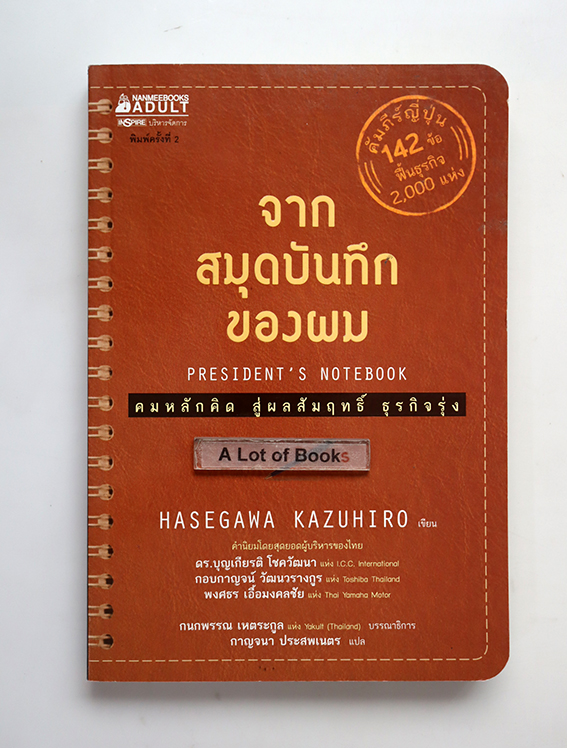 NANMEEBOOKS
ADULT
INSPIRE บริหารจัดการ
พิมพ์ครั้งที่ 2
คัมภีร์ญี่ปุ่น
142 ข้อ
ฟื้นธุรกิจ
2,000 แห่ง
จาก
สมุดบันทึก
ของผม
PRESIDENT'S NOTEBOOK
คมหลักคิด สู่ผลสัมฤทธิ์ ธุรกิจรุ่ง
A Lot of Books
HASEGAWA KAZUHIRO เขียน
คำนิยมโดยสุดยอดผู้บริหารของไทย
ดร.บุญเกียรติ โชควัฒนา แห่ง I.C.C. International
กอบกาญจน์ วัฒนวรางกูร แห่ง Toshiba Thailand
พงศธร เอื้อมงคลชัย แห่ง Thai Yamaha Motor
กนกพรรณ เหตระกูล แห่ง Yakult (Thailand) บรรณาธิการ
กาญจนา ประสพเนตร แปล